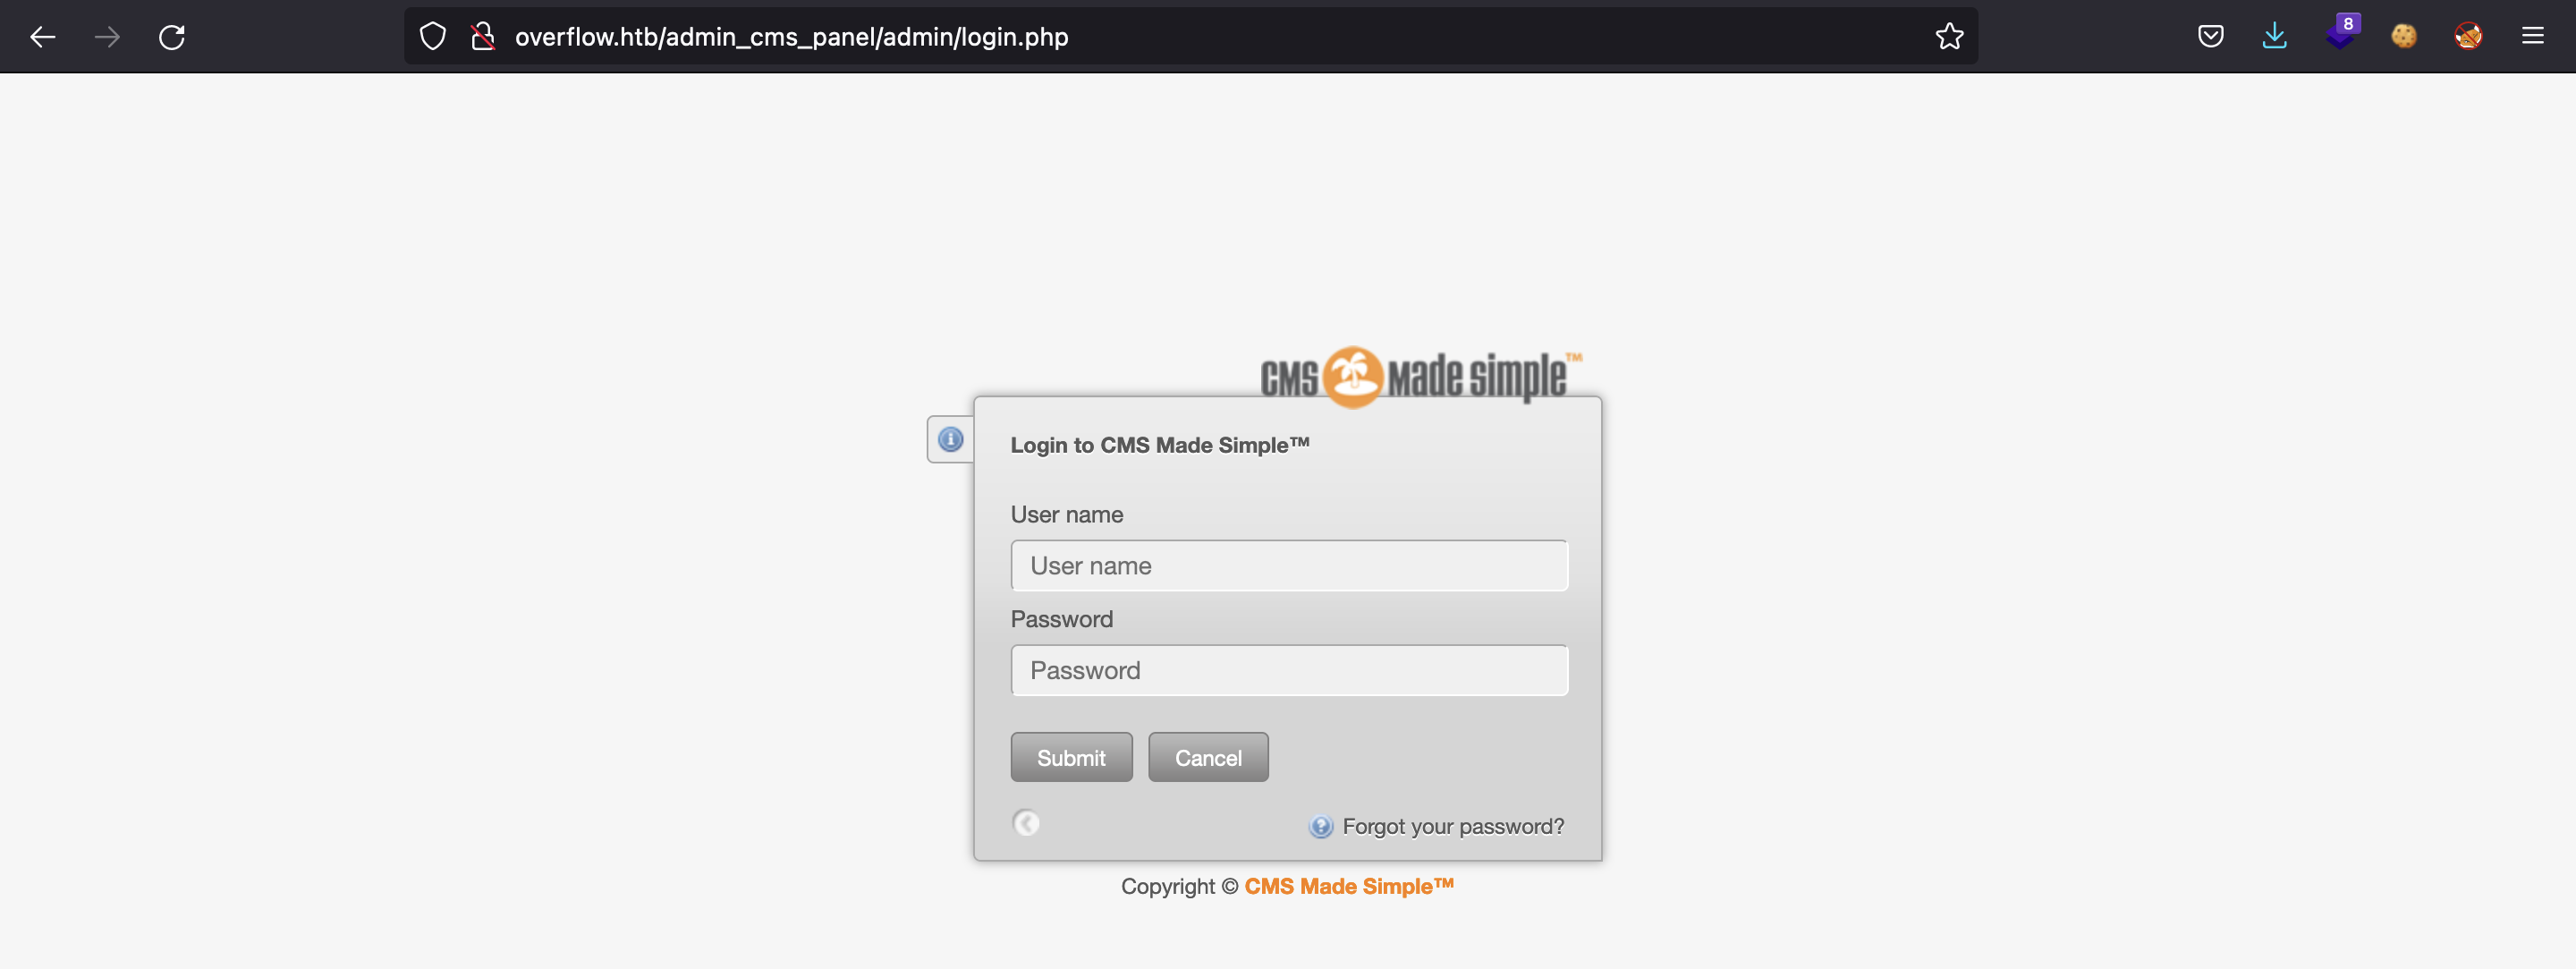 overflow.htb/admin_cms_panel/admin/login.php
8
CMS made simple™
Login to CMS Made Simple™
User name
User name
Password
Password
Submit Cancel
Forgot your password?
Copyright © CMS Made Simple™